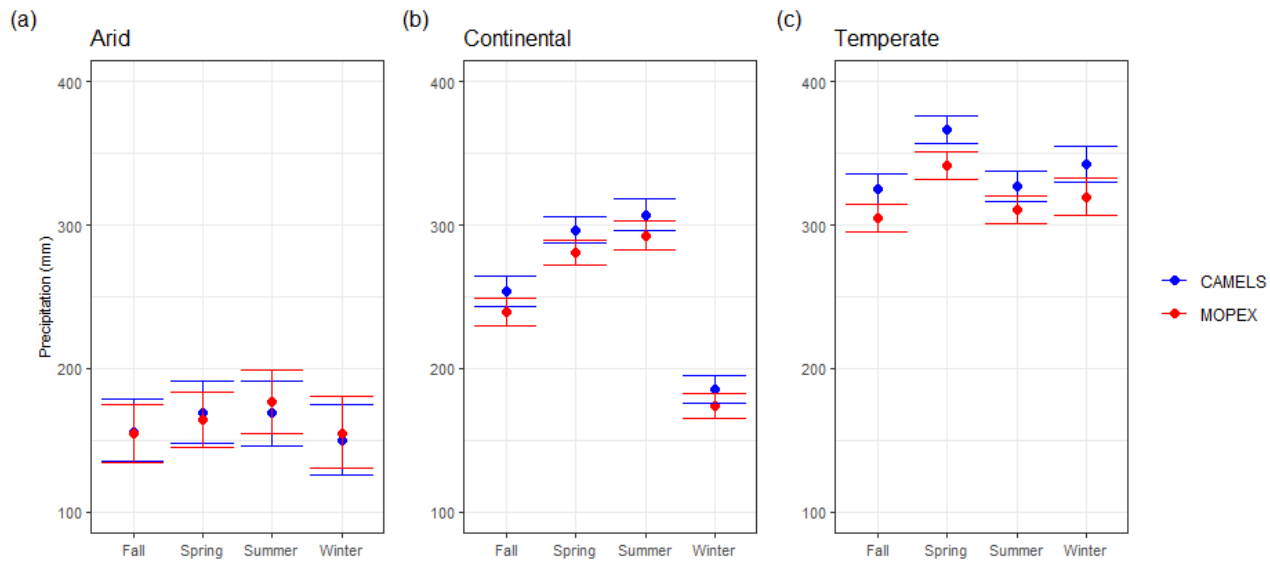 (a)
Arid
(b)
Continental
(c)
Temperate
Precipitation (mm)
400
300
200
100
Fall Spring Summer Winter
400
300
200
100
Fall Spring Summer Winter
400
300
200
100
Fall Spring Summer Winter
CAMELS
MOPEX